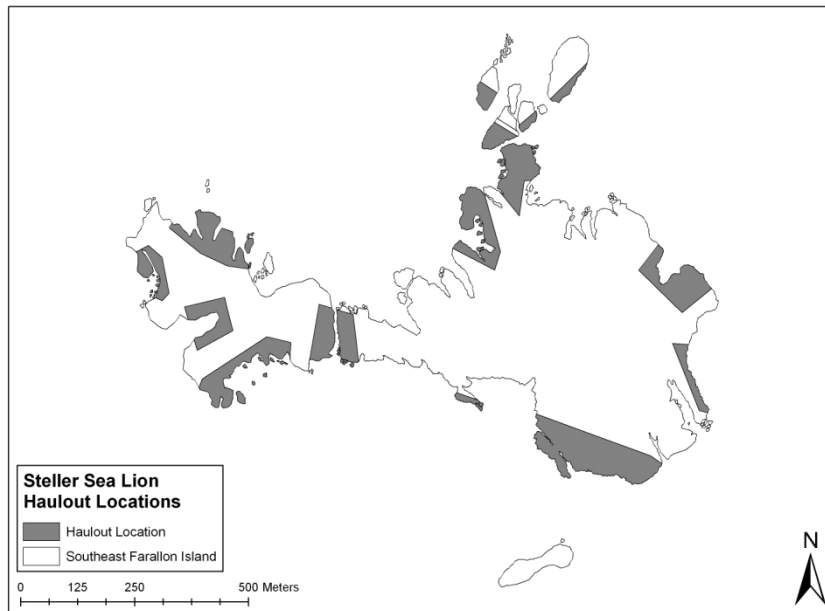 N
Steller Sea Lion
Haulout Locations
Haulout Location
Southeast Farallon Island
0 125 250 500 Meters